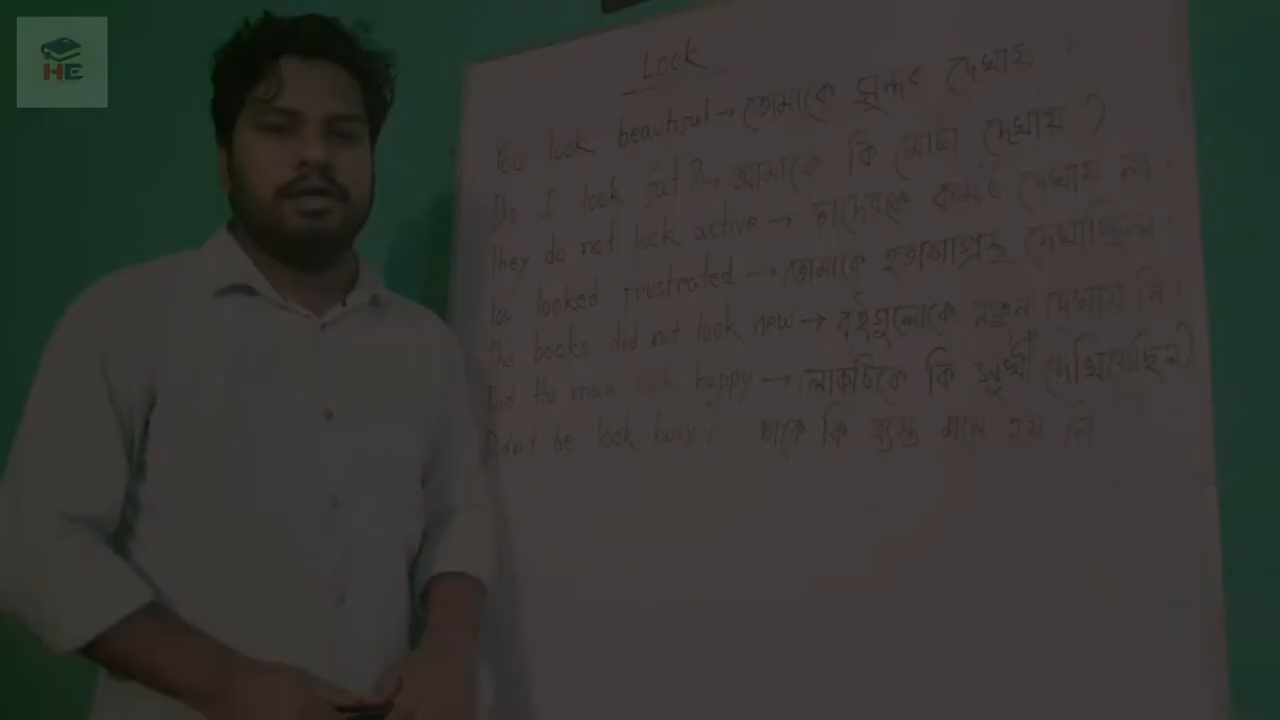 HE
Look
You look beautiful → তোমাকে সুন্দর দেখায় ।
Do I look fat ? → আমাকে কি মোটা দেখায় ?
They do not look active → তাদেরকে কর্মঠ দেখায় না ।
You looked frustrated → তোমাকে হতাশাগ্রস্থ দেখাচ্ছিল ।
The books did not look new → বইগুলোকে নতুন দেখায় নি ।
Did the man look happy → লোকটিকে কি সুখী দেখিয়েছিল ?
Didn't he look busy ? তাকে কি ব্যস্ত মনে হয় নি